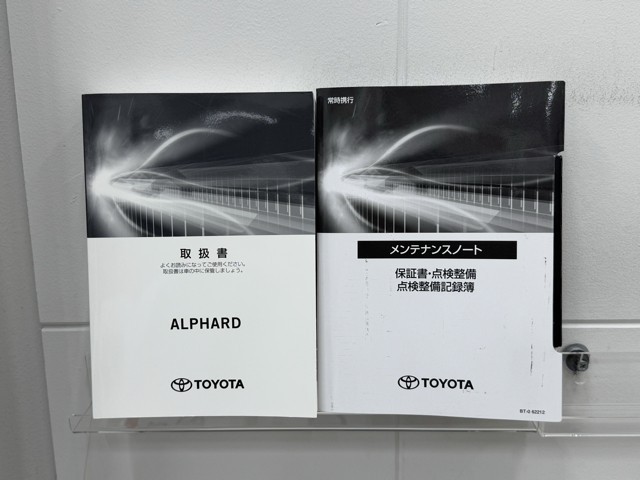 取扱書
よくお読みになってご使用ください。
取扱書は車の中に保管しましょう。
ALPHARD
TOYOTA
常時携行
メンテナンスノート
保証書・点検整備
点検整備記録簿
TOYOTA
BT-0 62212